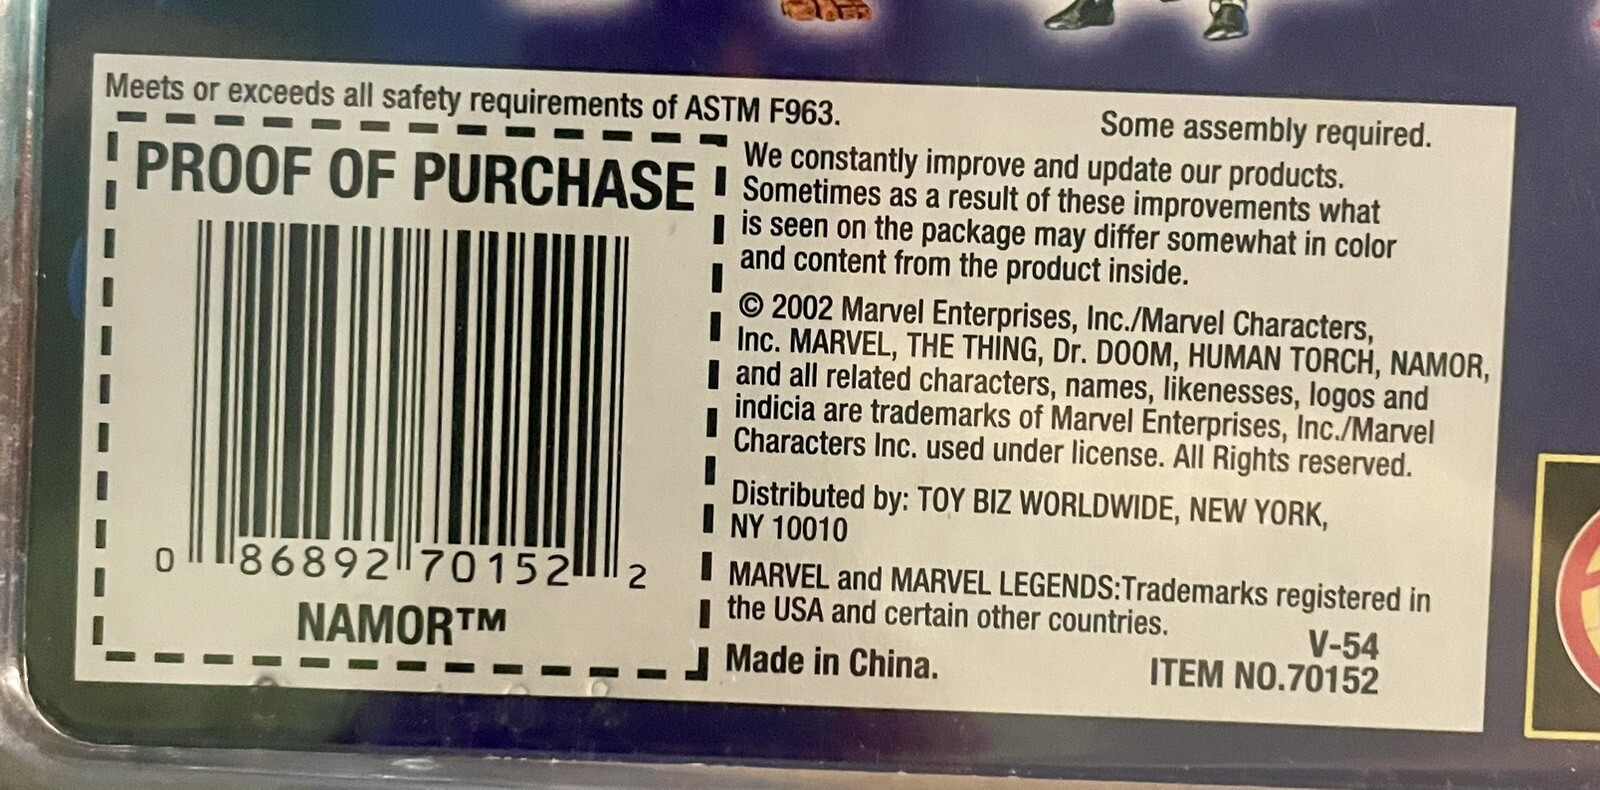 Meets or exceeds all safety requirements of ASTM F963.
Some assembly required.
PROOF OF PURCHASE
0 86892 70152 2
NAMOR™
We constantly improve and update our products.
Sometimes as a result of these improvements what
is seen on the package may differ somewhat in color
and content from the product inside.
© 2002 Marvel Enterprises, Inc./Marvel Characters,
Inc. MARVEL, THE THING, Dr. DOOM, HUMAN TORCH, NAMOR,
and all related characters, names, likenesses, logos and
indicia are trademarks of Marvel Enterprises, Inc./Marvel
Characters Inc. used under license. All Rights reserved.
Distributed by: TOY BIZ WORLDWIDE, NEW YORK,
NY 10010
MARVEL and MARVEL LEGENDS:Trademarks registered in
the USA and certain other countries.
V-54
Made in China.
ITEM NO.70152